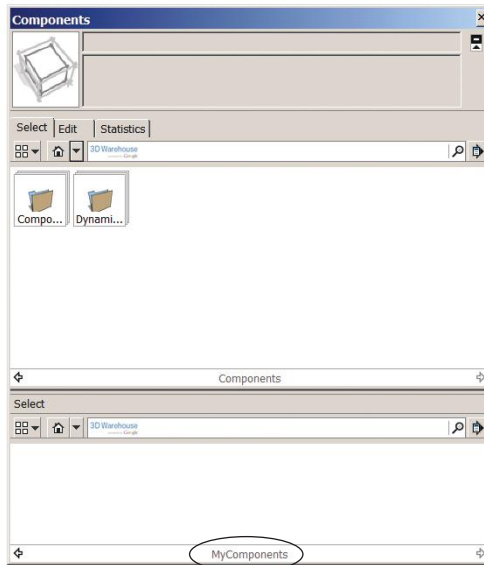 Components
Select Edit Statistics
3D Warehouse
Compo... Dynami...
Components
Select
3D Warehouse
MyComponents